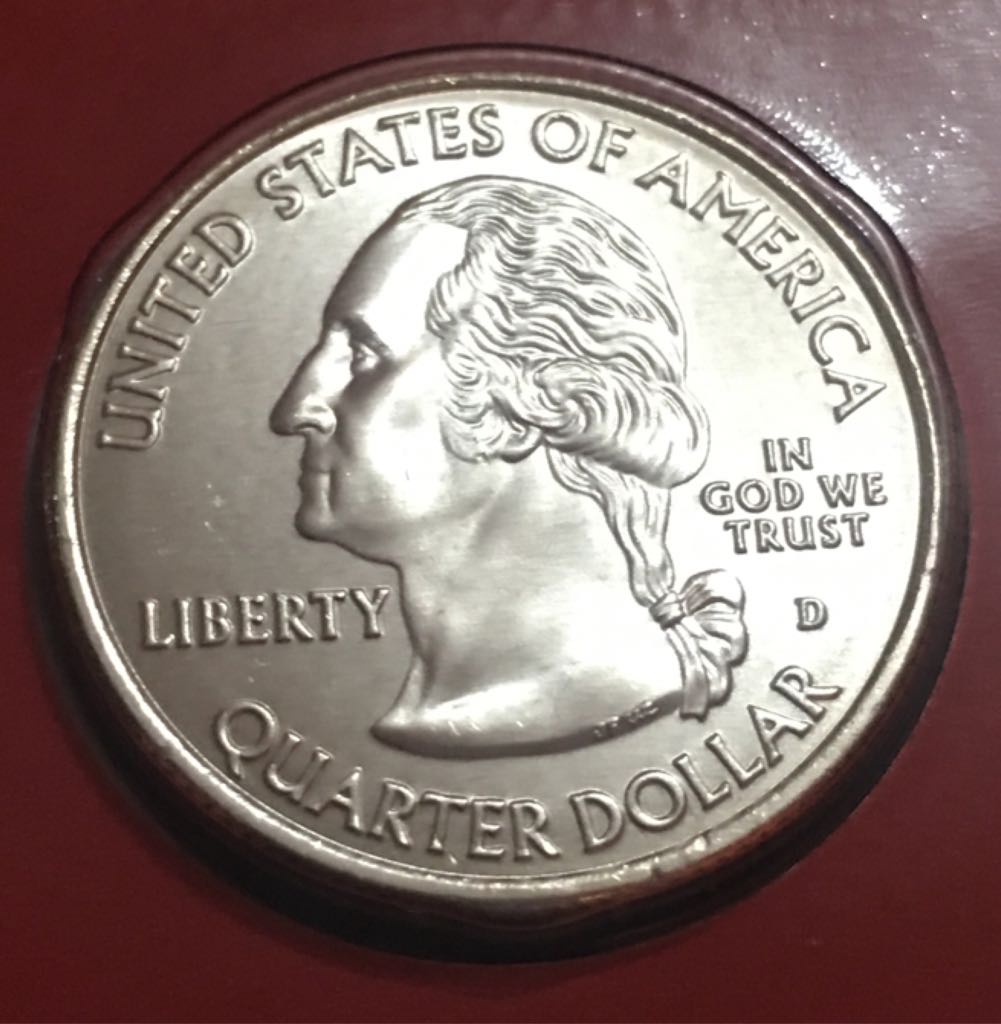 UNITED STATES OF AMERICA
IN
GOD WE
TRUST
LIBERTY
D
QUARTER DOLLAR